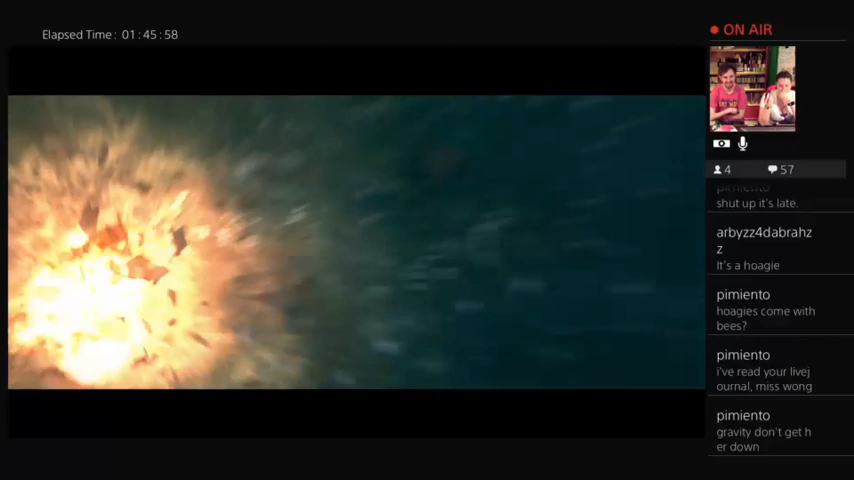 Elapsed Time: 01:45:58
ON AIR
4
57
pimiento
shut up it's late.
arbyzz4dabrahz
z
It's a hoagie
pimiento
hoagies come with
bees?
pimiento
i've read your livej
ournal, miss wong
pimiento
gravity don't get h
er down